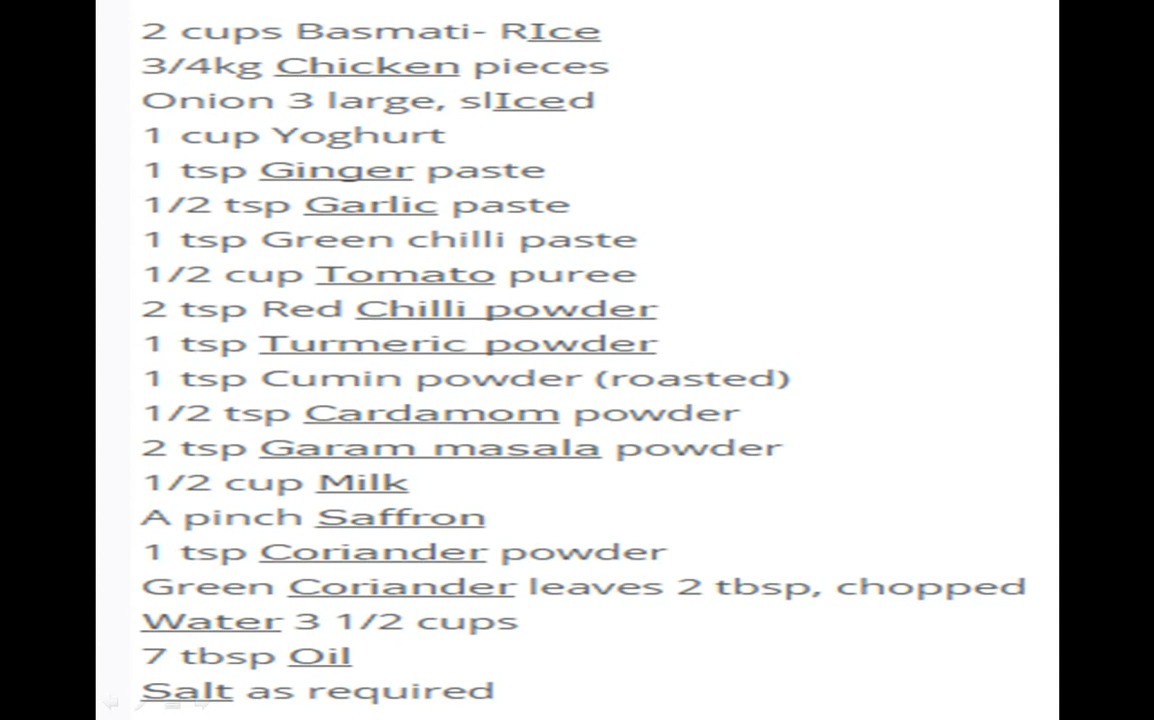 2 cups Basmati- RIce
3/4kg Chicken pieces
Onion 3 large, slIced
1 cup Yoghurt
1 tsp Ginger paste
1/2 tsp Garlic paste
1 tsp Green chilli paste
1/2 cup Tomato puree
2 tsp Red Chilli powder
1 tsp Turmeric powder
1 tsp Cumin powder (roasted)
1/2 tsp Cardamom powder
2 tsp Garam masala powder
1/2 cup Milk
A pinch Saffron
1 tsp Coriander powder
Green Coriander leaves 2 tbsp, chopped
Water 3 1/2 cups
7 tbsp Oil
Salt as required